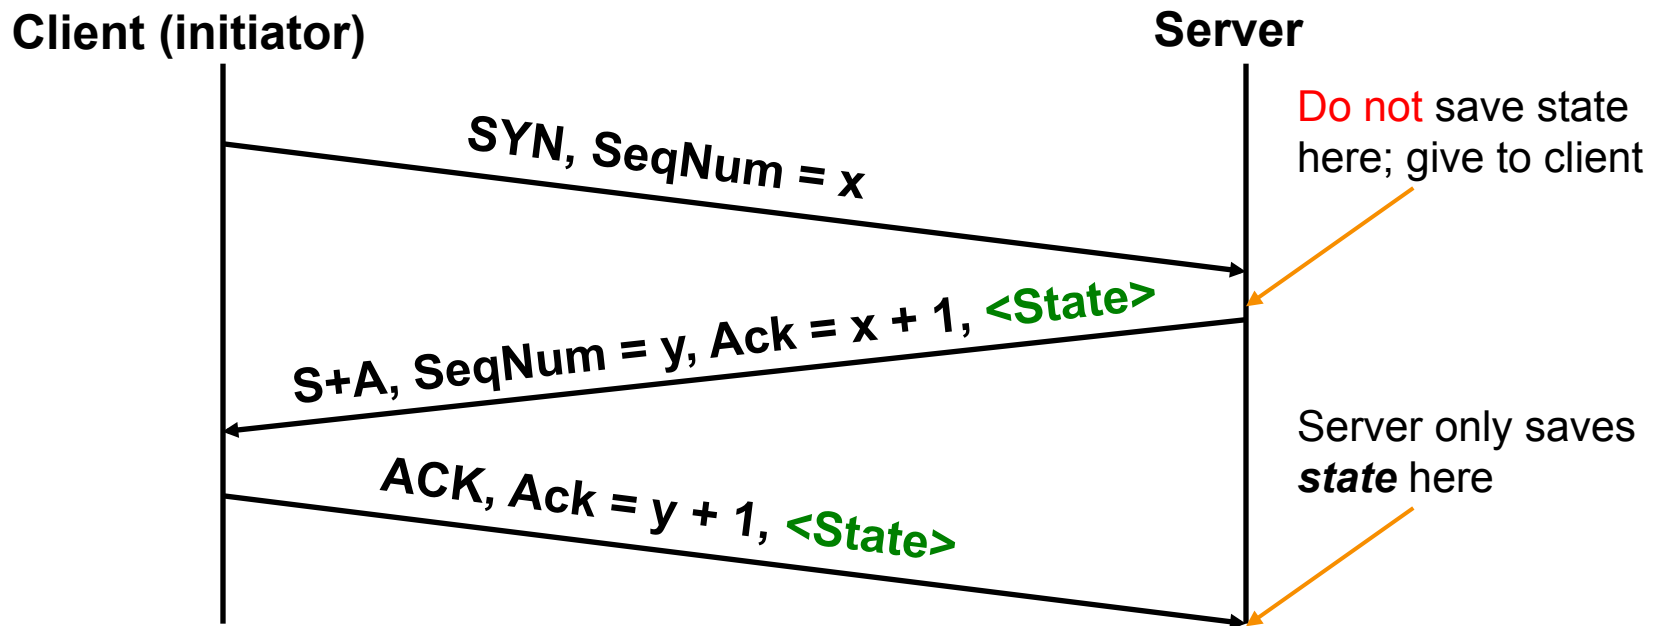 Client (initiator)
Server
Do not save state
here; give to client
SYN, SeqNum = x
S+A, SeqNum = y, Ack = x + 1, <State>
Server only saves
state here
ACK, Ack = y + 1, <State>